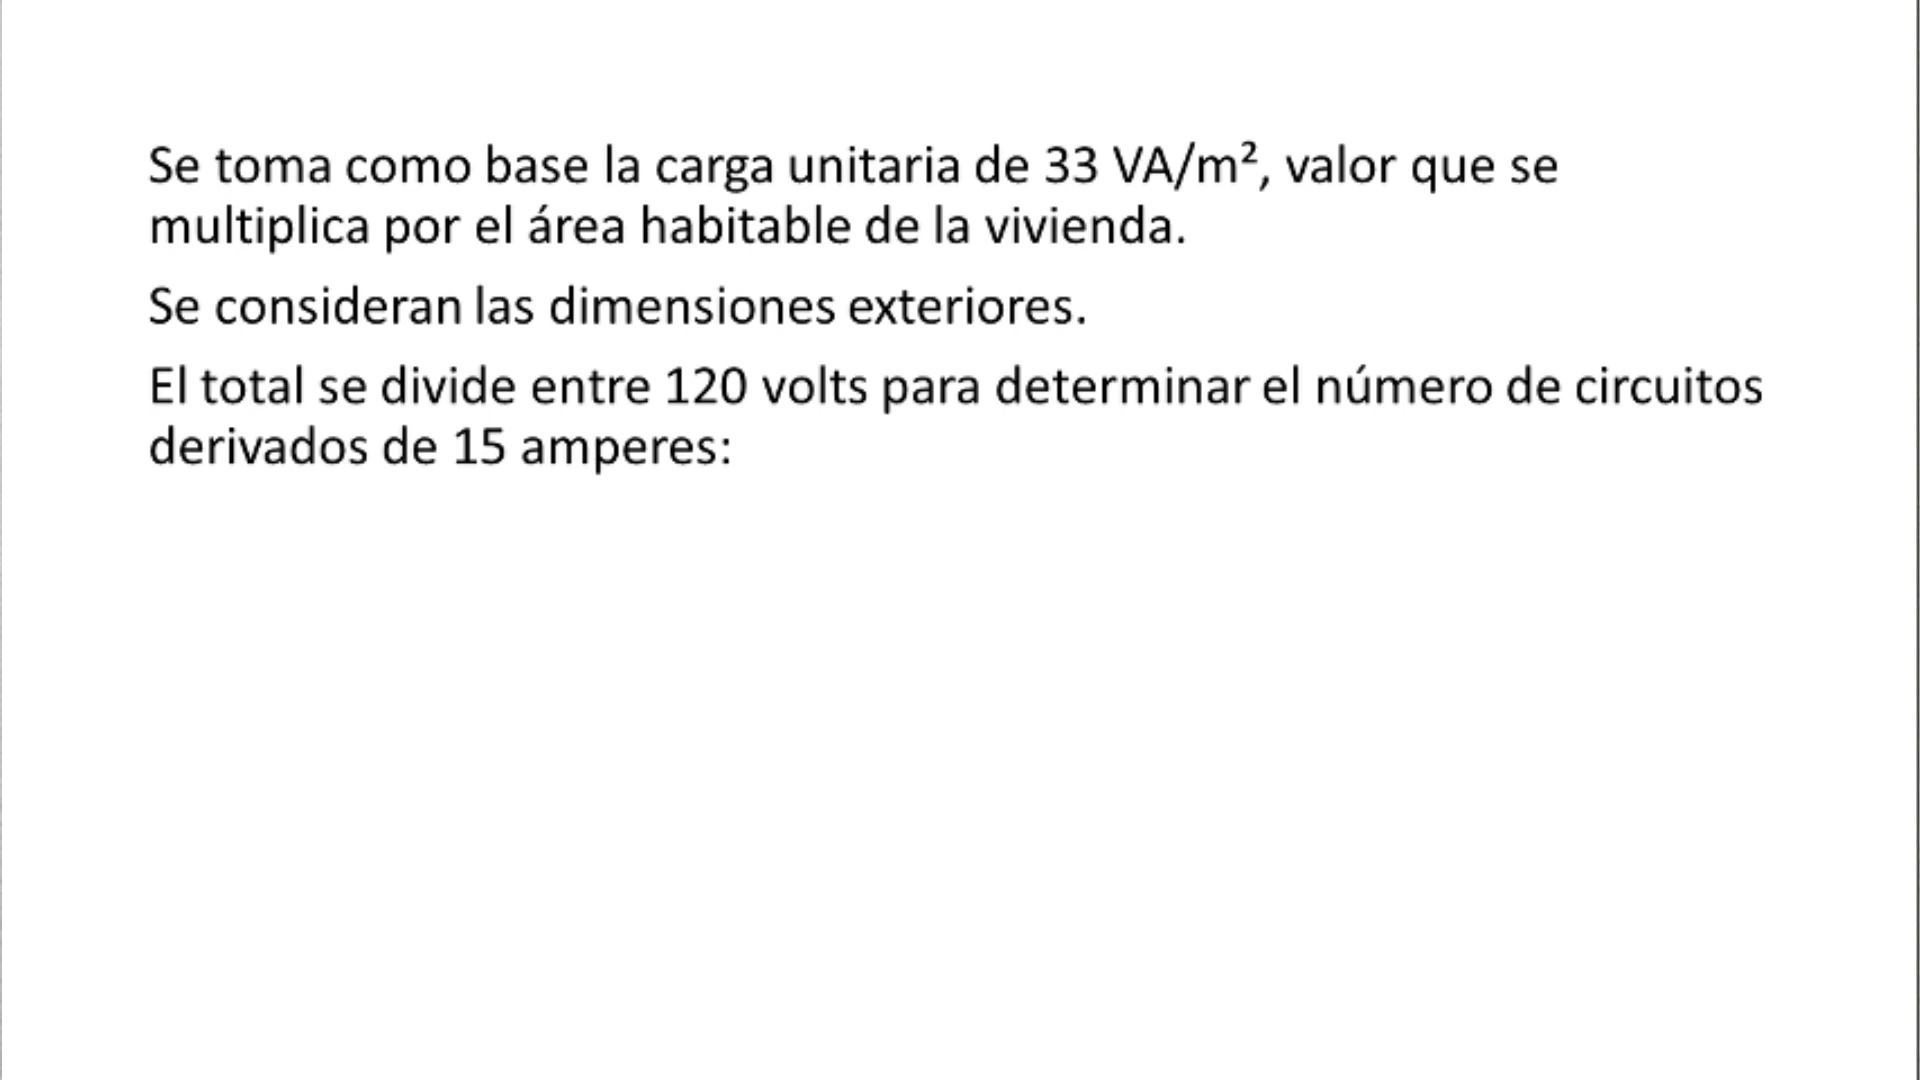 Se toma como base la carga unitaria de 33 VA/m², valor que se
multiplica por el área habitable de la vivienda.
Se consideran las dimensiones exteriores.
El total se divide entre 120 volts para determinar el número de circuitos
derivados de 15 amperes: